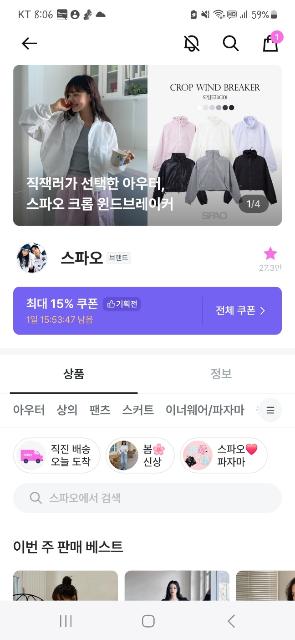 KT 8:06
59%
1
CROP WIND BREAKER
직잭러가 선택한 아우터,
스파오 크롭 윈드브레이커
SPAO
1/4
스파오 브랜드
27.3만
최대 15% 쿠폰 기획전
1일 15:53:47 남음
전체 쿠폰
상품 정보
아우터 상의 팬츠 스커트 이너웨어/파자마
직진 배송
오늘 도착
봄🌸
신상
스파오❤️
파자마
스파오에서 검색
이번 주 판매 베스트